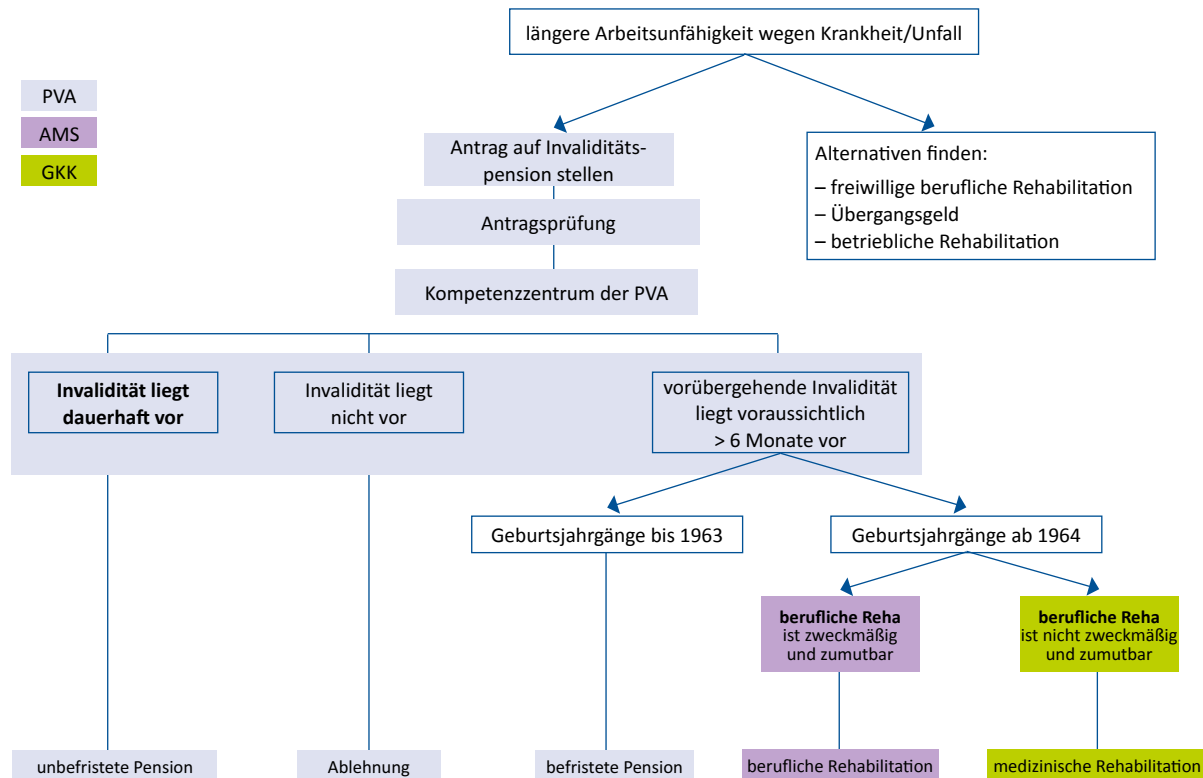 längere Arbeitsunfähigkeit wegen Krankheit/Unfall
PVA
AMS
GKK
Antrag auf Invaliditäts-
pension stellen
Alternativen finden:
– freiwillige berufliche Rehabilitation
– Übergangsgeld
– betriebliche Rehabilitation
Antragsprüfung
Kompetenzzentrum der PVA
Invalidität liegt
dauerhaft vor
Invalidität liegt
nicht vor
vorübergehende Invalidität
liegt voraussichtlich
> 6 Monate vor
Geburtsjahrgänge bis 1963
Geburtsjahrgänge ab 1964
berufliche Reha
ist zweckmäßig
und zumutbar
berufliche Reha
ist nicht zweckmäßig
und zumutbar
unbefristete Pension
Ablehnung
befristete Pension
berufliche Rehabilitation
medizinische Rehabilitation